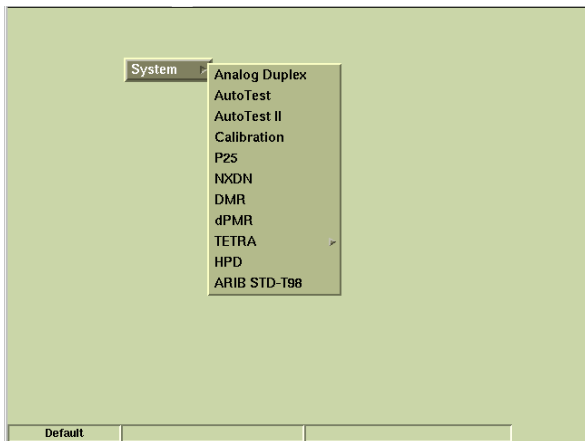 System
Analog Duplex
AutoTest
AutoTest II
Calibration
P25
NXDN
DMR
dPMR
TETRA
HPD
ARIB STD-T98
Default